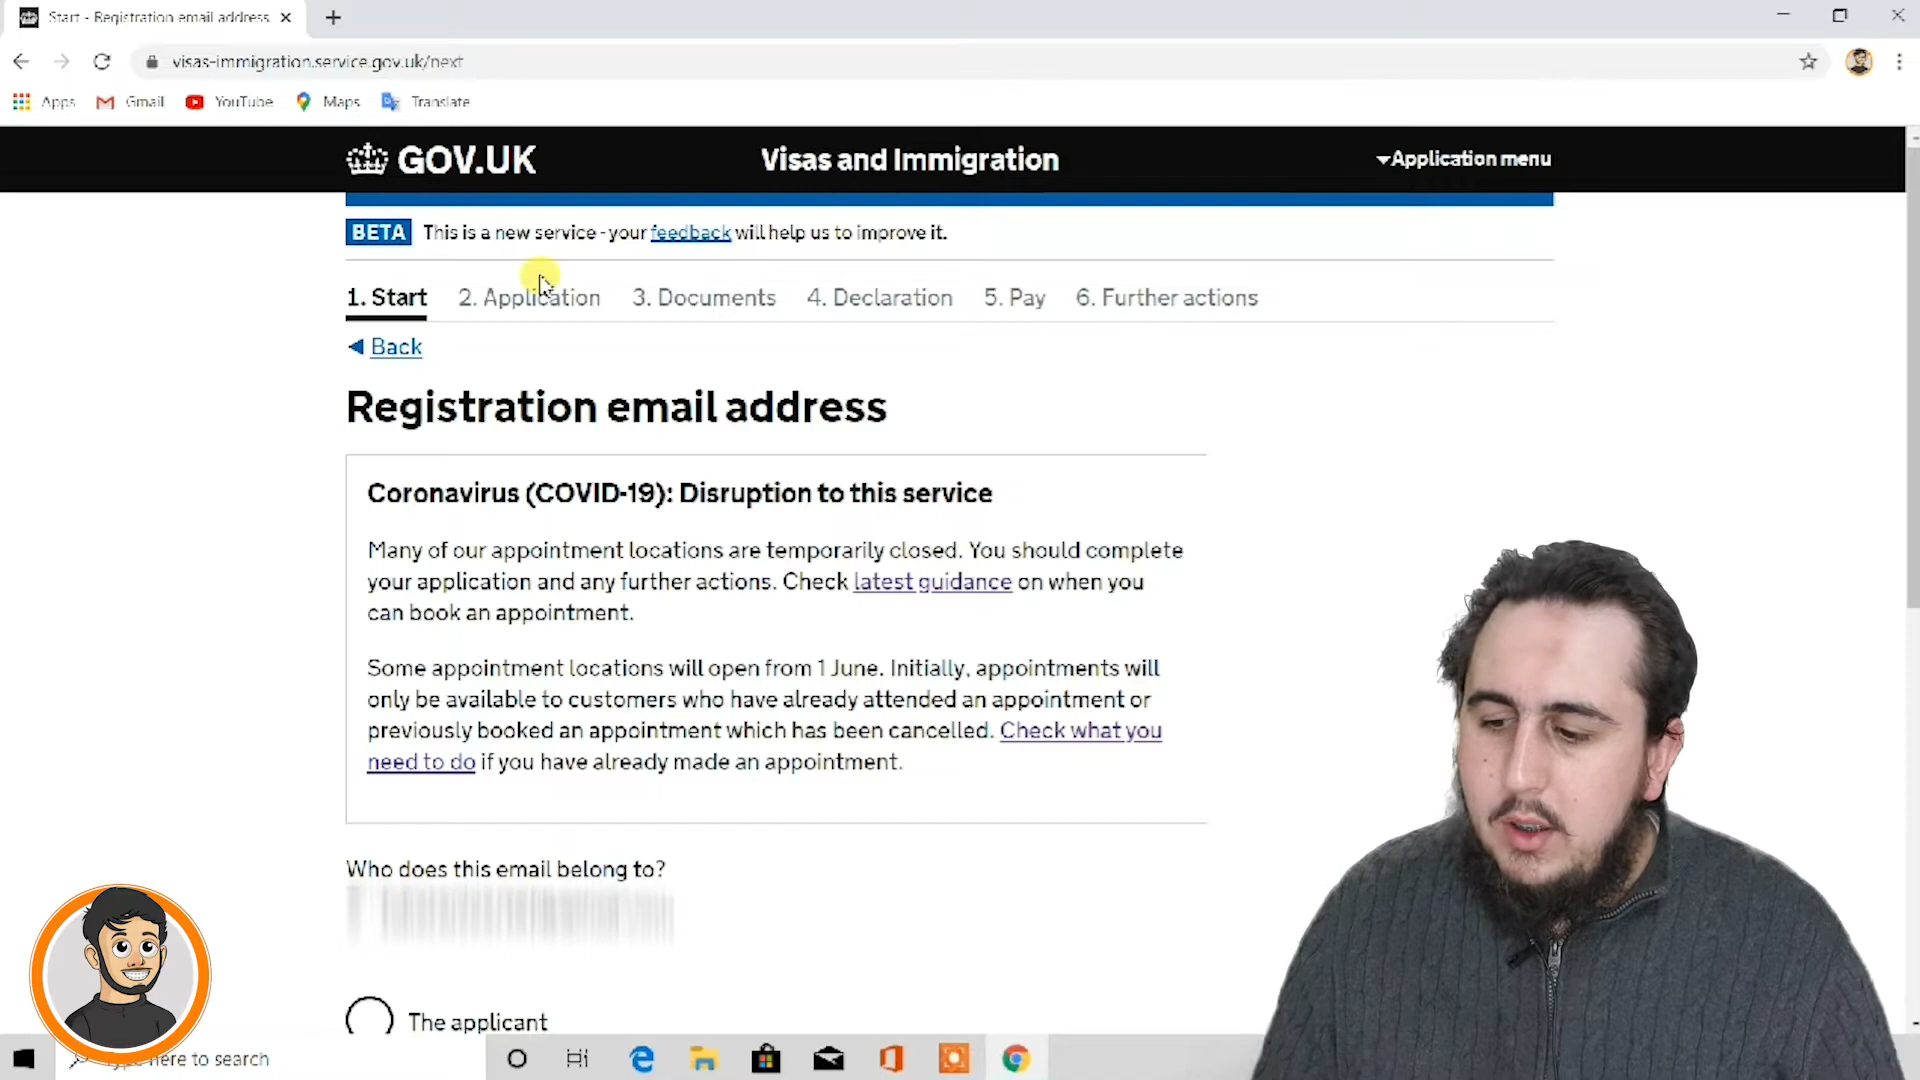 Start - Registration email address
visas-immigration.service.gov.uk/next
Apps Gmail YouTube Maps Translate
GOV.UK Visas and Immigration Application menu
BETA This is a new service - your feedback will help us to improve it.
1. Start 2. Application 3. Documents 4. Declaration 5. Pay 6. Further actions
Back
Registration email address
Coronavirus (COVID-19): Disruption to this service
Many of our appointment locations are temporarily closed. You should complete
your application and any further actions. Check latest guidance on when you
can book an appointment.
Some appointment locations will open from 1 June. Initially, appointments will
only be available to customers who have already attended an appointment or
previously booked an appointment which has been cancelled. Check what you
need to do if you have already made an appointment.
Who does this email belong to?
The applicant
here to search